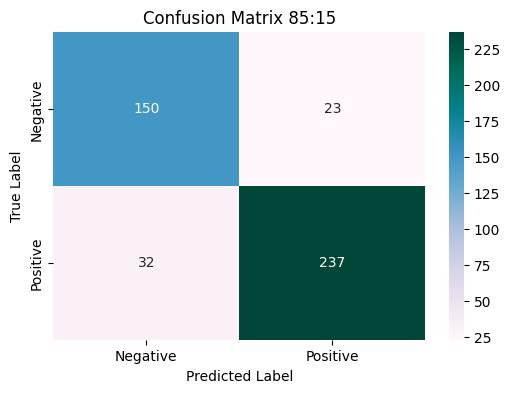 Confusion Matrix 85:15
True Label
Negative
Positive
150
23
32
237
Negative
Positive
Predicted Label
225
200
175
150
125
100
75
50
25